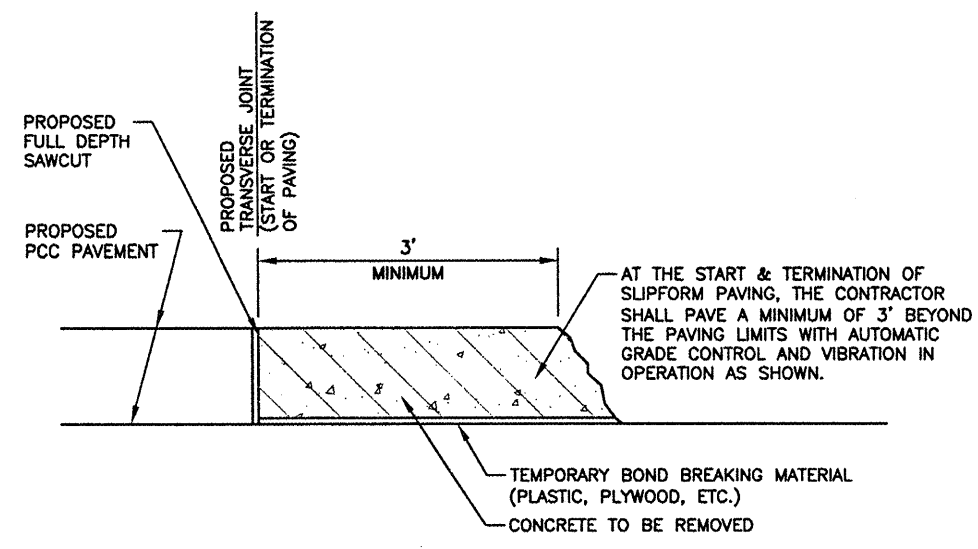 PROPOSED
FULL DEPTH
SAWCUT
PROPOSED
TRANSVERSE JOINT
(START OR TERMINATION
OF PAVING)
PROPOSED
PCC PAVEMENT
3'
MINIMUM
AT THE START & TERMINATION OF
SLIPFORM PAVING, THE CONTRACTOR
SHALL PAVE A MINIMUM OF 3' BEYOND
THE PAVING LIMITS WITH AUTOMATIC
GRADE CONTROL AND VIBRATION IN
OPERATION AS SHOWN.
TEMPORARY BOND BREAKING MATERIAL
(PLASTIC, PLYWOOD, ETC.)
CONCRETE TO BE REMOVED